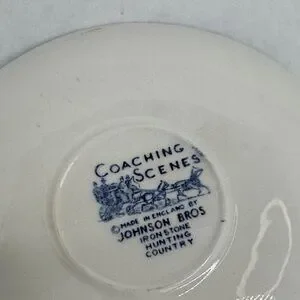 COACHING
SCENES
MADE IN ENGLAND BY
©JOHNSON BROS
IRONSTONE
HUNTING
COUNTRY